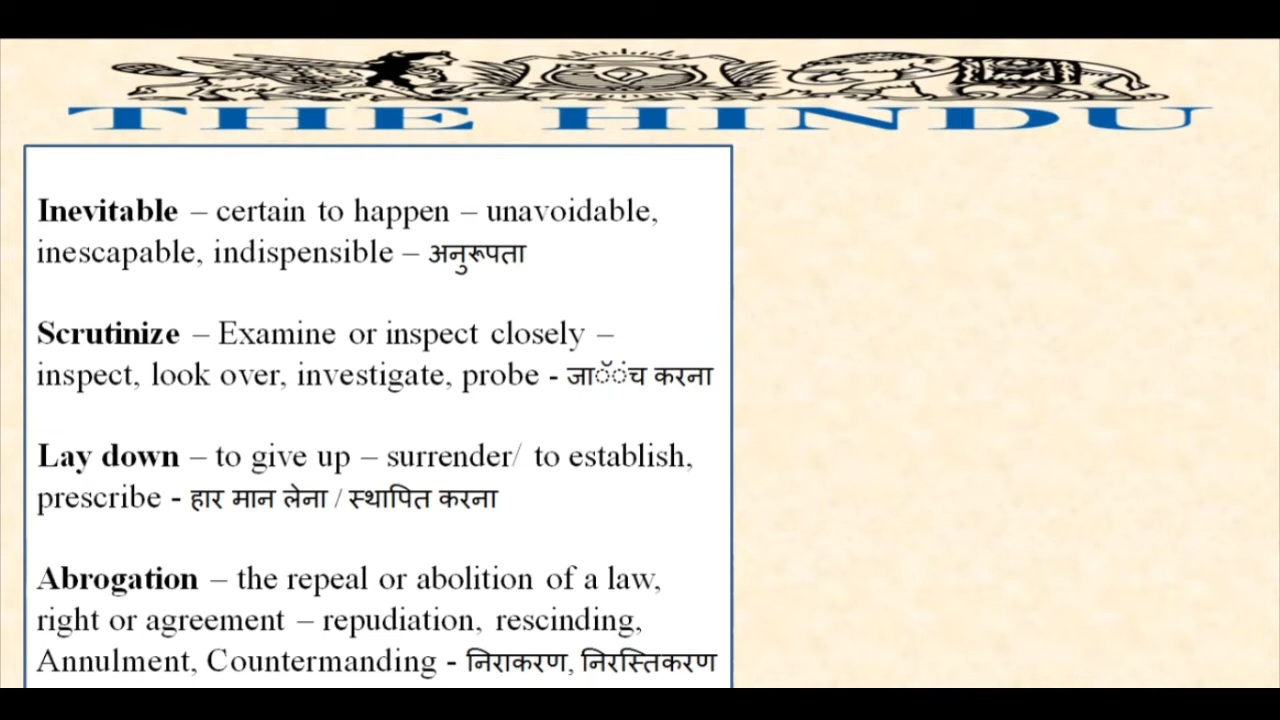 THE HINDU
Inevitable – certain to happen – unavoidable,
inescapable, indispensible – अनुरूपता
Scrutinize – Examine or inspect closely –
inspect, look over, investigate, probe - जाॅंच करना
Lay down – to give up – surrender/ to establish,
prescribe - हार मान लेना / स्थापित करना
Abrogation – the repeal or abolition of a law,
right or agreement – repudiation, rescinding,
Annulment, Countermanding - निराकरण, निरस्तिकरण